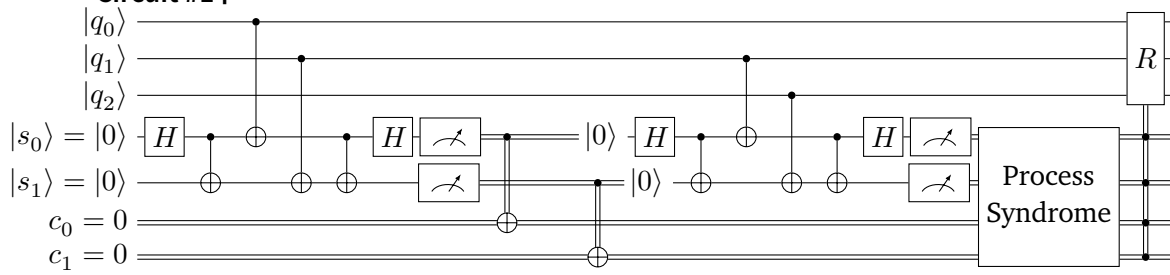 |q₀⟩
|q₁⟩ R
|q₂⟩
|s₀⟩ = |0⟩ H H |0⟩ H H
|s₁⟩ = |0⟩ |0⟩
Process
Syndrome
c₀ = 0
c₁ = 0